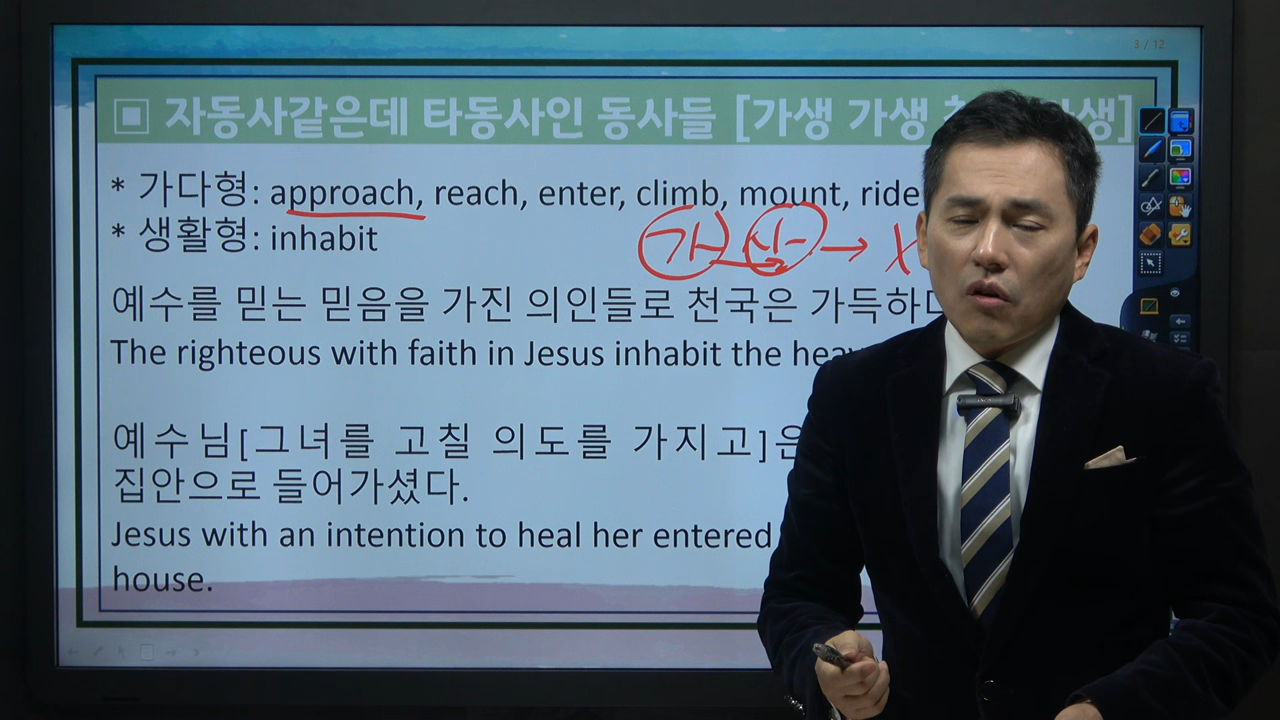 3 / 12
▣ 자동사같은데 타동사인 동사들 [가생 가생 생]
* 가다형: approach, reach, enter, climb, mount, ride
* 생활형: inhabit
가 상 → X
예수를 믿는 믿음을 가진 의인들로 천국은 가득하다
The righteous with faith in Jesus inhabit the
예수님[그녀를 고칠 의도를 가지고]은
집안으로 들어가셨다.
Jesus with an intention to heal her entered
house.